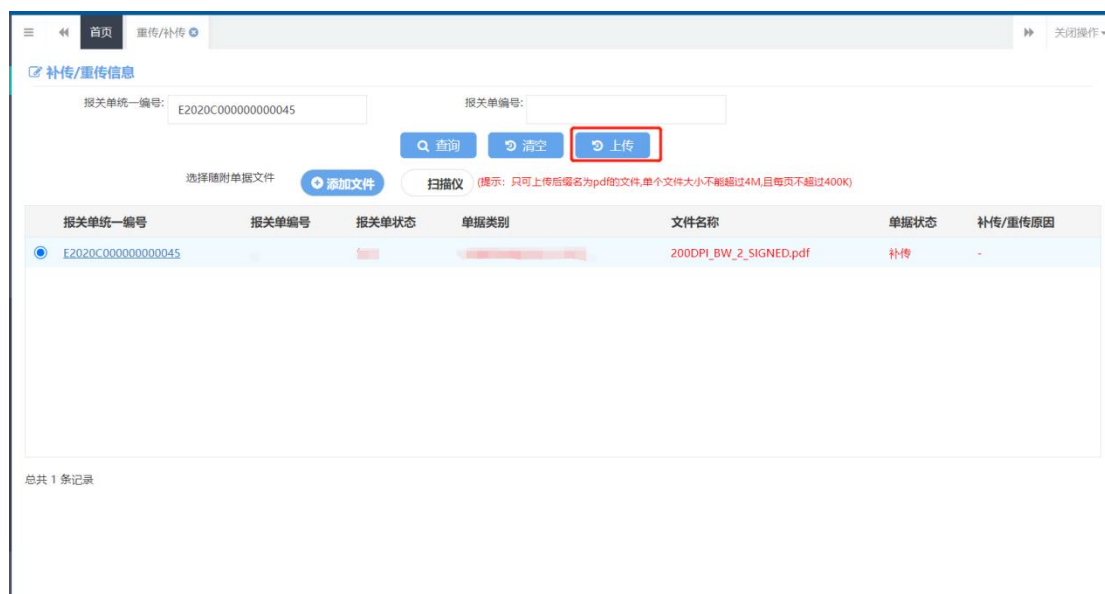 首页 重传/补传 关闭操作
补传/重传信息
报关单统一编号: E2020C000000000045 报关单编号:
查询 清空 上传
选择随附单据文件 添加文件 扫描仪 (提示：只可上传后缀名为pdf的文件,单个文件大小不能超过4M,且每页不超过400K)
报关单统一编号 报关单编号 报关单状态 单据类别 文件名称 单据状态 补传/重传原因
E2020C000000000045 200DPI_BW_2_SIGNED.pdf 补传 -
总共 1 条记录